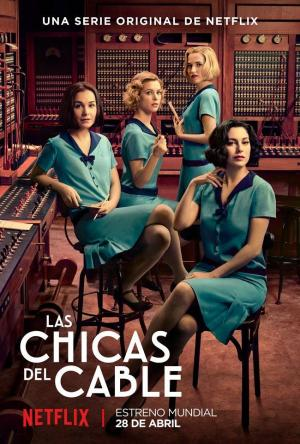 UNA SERIE ORIGINAL DE NETFLIX
LAS
CHICAS
DEL CABLE
NETFLIX
ESTRENO MUNDIAL
28 DE ABRIL